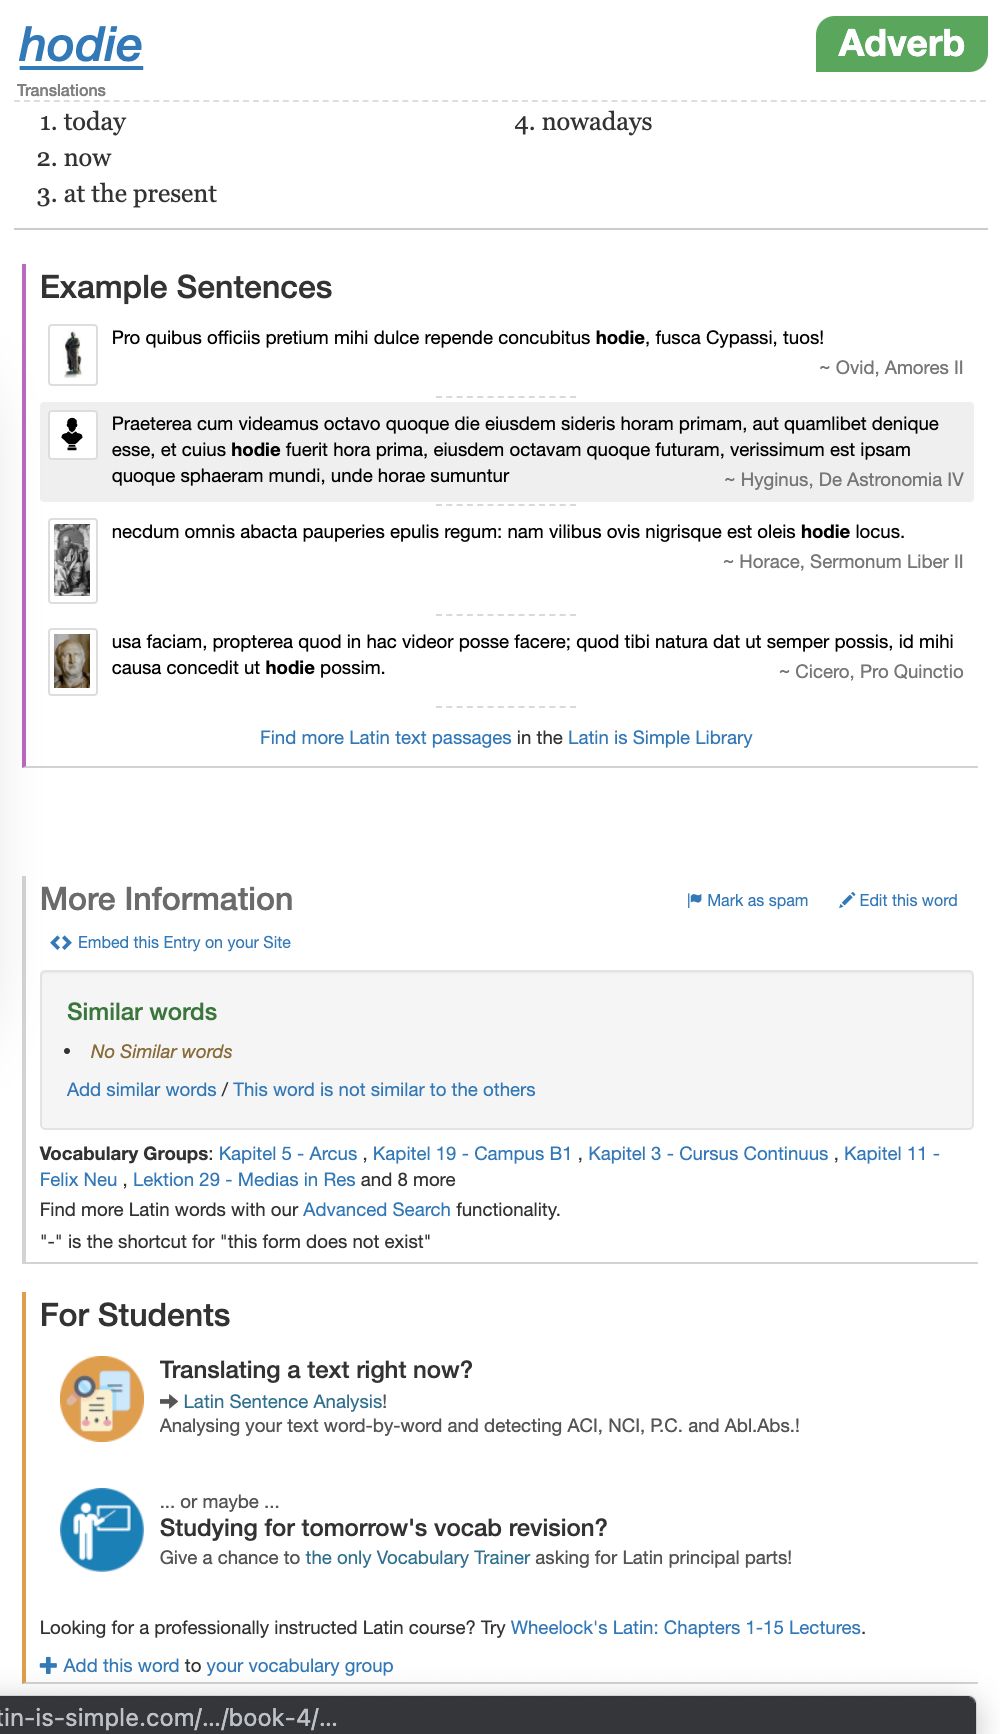 hodie
Adverb
Translations
1. today
2. now
3. at the present
4. nowadays
Example Sentences
Pro quibus officiis pretium mihi dulce repende concubitus hodie, fusca Cypassi, tuos!
~ Ovid, Amores II
Praeterea cum videamus octavo quoque die eiusdem sideris horam primam, aut quamlibet denique
esse, et cuius hodie fuerit hora prima, eiusdem octavam quoque futuram, verissimum est ipsam
quoque sphaeram mundi, unde horae sumuntur
~ Hyginus, De Astronomia IV
necdum omnis abacta pauperies epulis regum: nam vilibus ovis nigrisque est oleis hodie locus.
~ Horace, Sermonum Liber II
usa faciam, propterea quod in hac videor posse facere; quod tibi natura dat ut semper possis, id mihi
causa concedit ut hodie possim.
~ Cicero, Pro Quinctio
Find more Latin text passages in the Latin is Simple Library
More Information
Mark as spam
Edit this word
Embed this Entry on your Site
Similar words
• No Similar words
Add similar words / This word is not similar to the others
Vocabulary Groups: Kapitel 5 - Arcus , Kapitel 19 - Campus B1 , Kapitel 3 - Cursus Continuus , Kapitel 11 -
Felix Neu , Lektion 29 - Medias in Res and 8 more
Find more Latin words with our Advanced Search functionality.
"-" is the shortcut for "this form does not exist"
For Students
Translating a text right now?
Latin Sentence Analysis!
Analysing your text word-by-word and detecting ACI, NCI, P.C. and Abl.Abs.!
... or maybe ...
Studying for tomorrow's vocab revision?
Give a chance to the only Vocabulary Trainer asking for Latin principal parts!
Looking for a professionally instructed Latin course? Try Wheelock's Latin: Chapters 1-15 Lectures.
Add this word to your vocabulary group
tin-is-simple.com/…/book-4/…